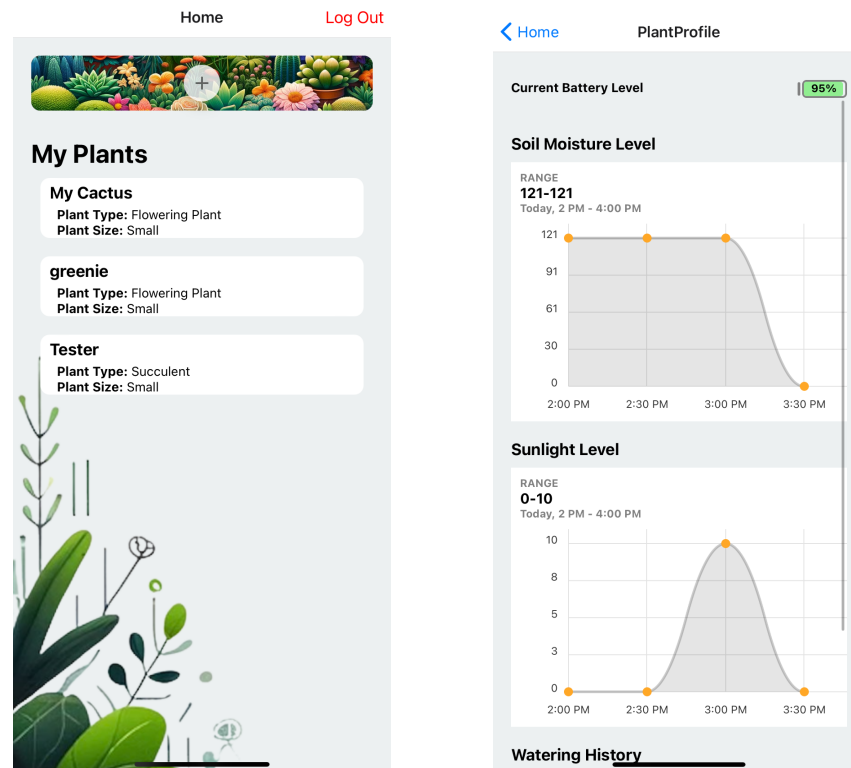 Home
Log Out
+
My Plants
My Cactus
Plant Type: Flowering Plant
Plant Size: Small
greenie
Plant Type: Flowering Plant
Plant Size: Small
Tester
Plant Type: Succulent
Plant Size: Small
Home
PlantProfile
Current Battery Level
95%
Soil Moisture Level
RANGE
121-121
Today, 2 PM - 4:00 PM
121
91
61
30
0
2:00 PM 2:30 PM 3:00 PM 3:30 PM
Sunlight Level
RANGE
0-10
Today, 2 PM - 4:00 PM
10
8
5
3
0
2:00 PM 2:30 PM 3:00 PM 3:30 PM
Watering History